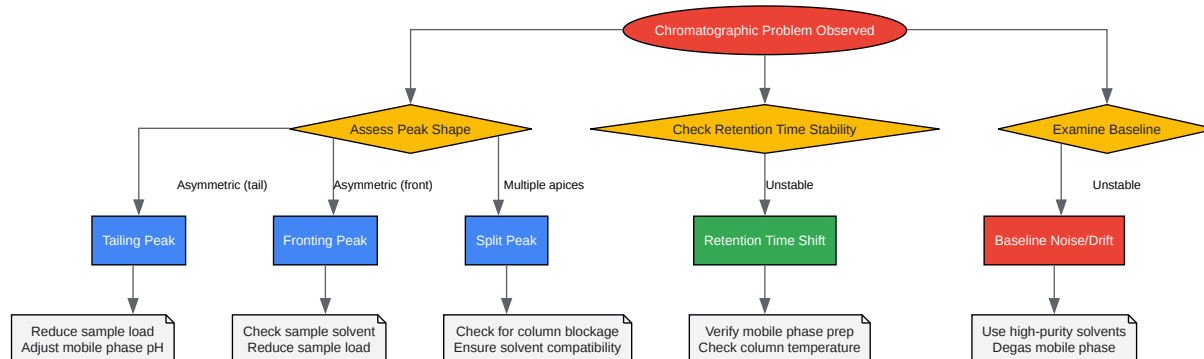 Chromatographic Problem Observed
Assess Peak Shape
Check Retention Time Stability
Examine Baseline
Asymmetric (tail)
Asymmetric (front)
Multiple apices
Unstable
Unstable
Tailing Peak
Fronting Peak
Split Peak
Retention Time Shift
Baseline Noise/Drift
Reduce sample load
Adjust mobile phase pH
Check sample solvent
Reduce sample load
Check for column blockage
Ensure solvent compatibility
Verify mobile phase prep
Check column temperature
Use high-purity solvents
Degas mobile phase